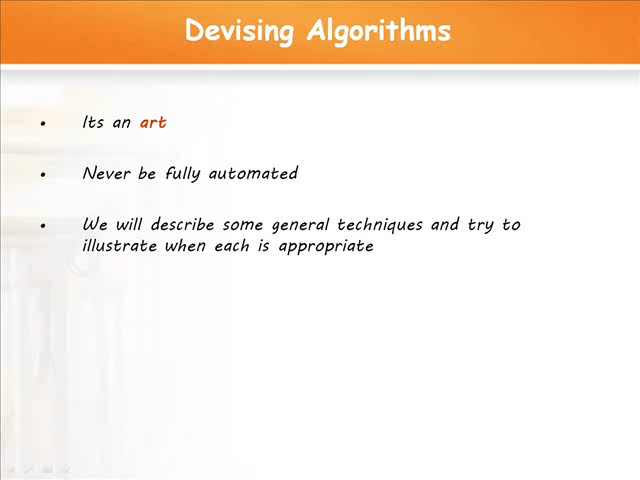 Devising Algorithms
• Its an art
• Never be fully automated
• We will describe some general techniques and try to
illustrate when each is appropriate